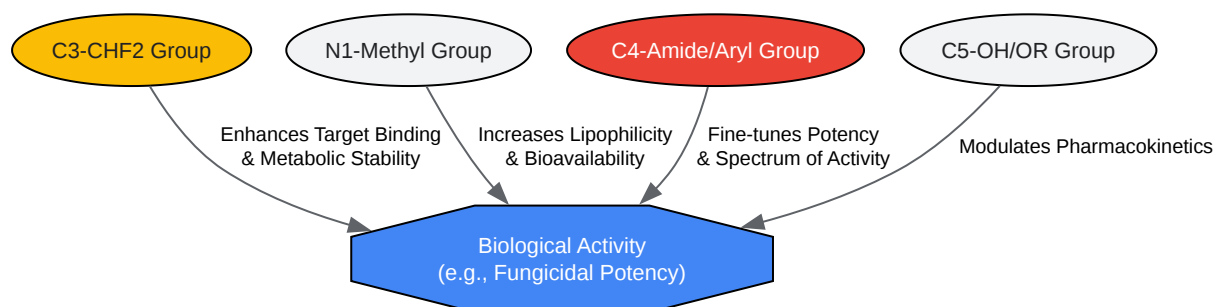 C3-CHF2 Group
N1-Methyl Group
C4-Amide/Aryl Group
C5-OH/OR Group
Enhances Target Binding
& Metabolic Stability
Increases Lipophilicity
& Bioavailability
Fine-tunes Potency
& Spectrum of Activity
Modulates Pharmacokinetics
Biological Activity
(e.g., Fungicidal Potency)